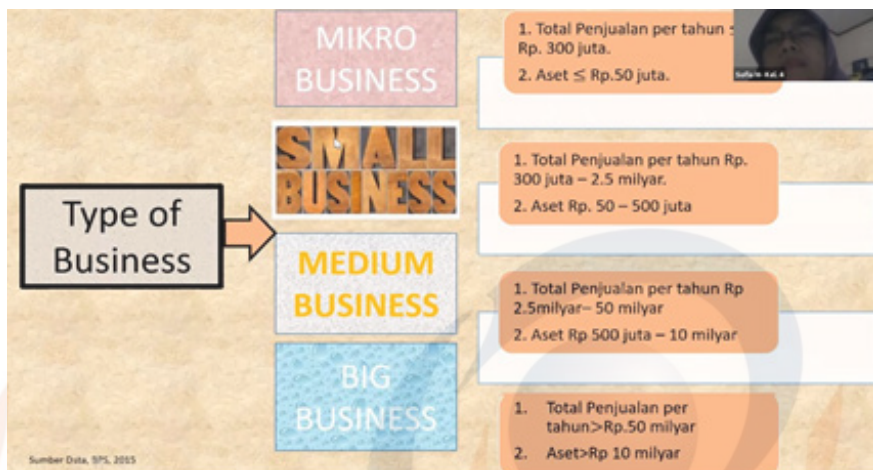 MIKRO
BUSINESS
1. Total Penjualan per tahun ≤
Rp. 300 juta.
2. Aset ≤ Rp.50 juta.
SMALL
BUSINESS
1. Total Penjualan per tahun Rp.
300 juta – 2.5 milyar.
2. Aset Rp. 50 – 500 juta
Type of
Business
MEDIUM
BUSINESS
1. Total Penjualan per tahun Rp
2.5milyar– 50 milyar
2. Aset Rp 500 juta – 10 milyar
BIG
BUSINESS
1. Total Penjualan per
tahun>Rp.50 milyar
2. Aset>Rp 10 milyar
Sumber Data, BPS, 2015